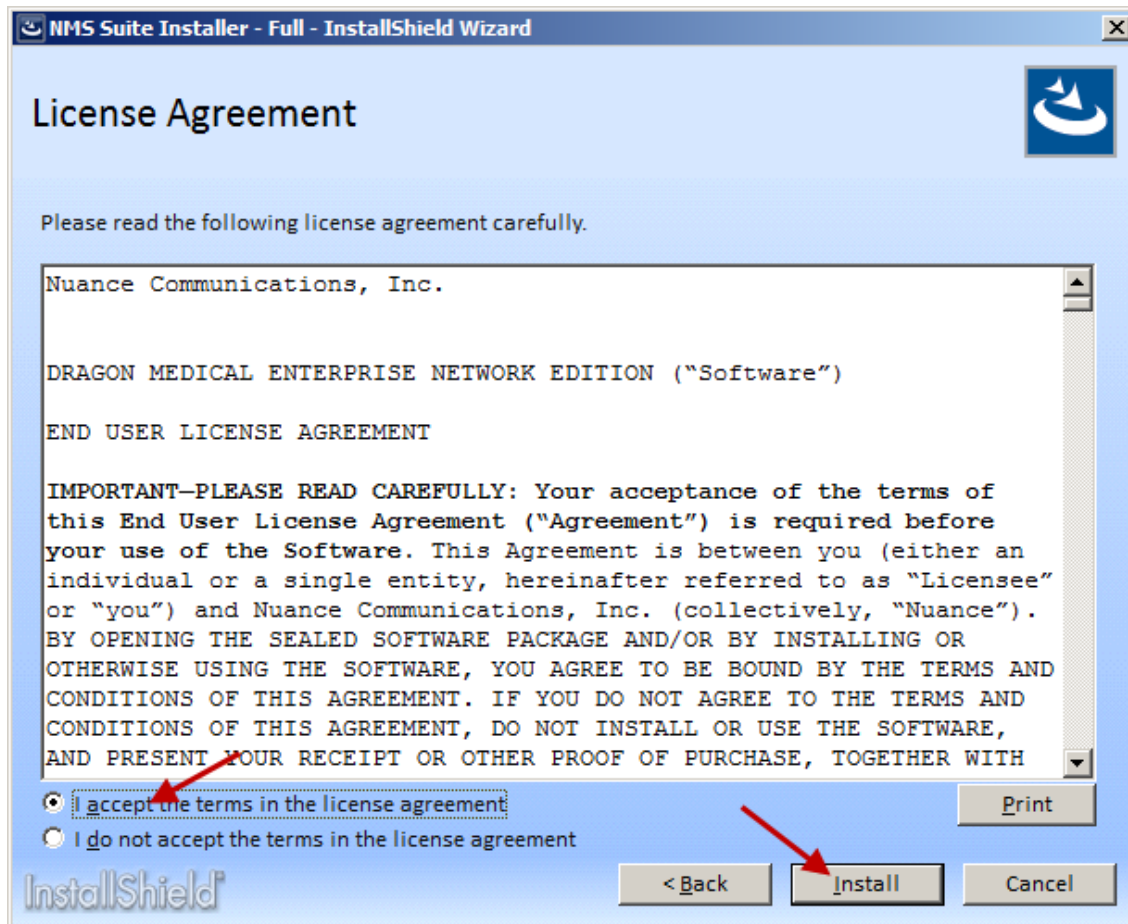 NMS Suite Installer - Full - InstallShield Wizard
License Agreement
Please read the following license agreement carefully.
Nuance Communications, Inc.
DRAGON MEDICAL ENTERPRISE NETWORK EDITION (“Software”)
END USER LICENSE AGREEMENT
IMPORTANT—PLEASE READ CAREFULLY: Your acceptance of the terms of
this End User License Agreement (“Agreement”) is required before
your use of the Software. This Agreement is between you (either an
individual or a single entity, hereinafter referred to as “Licensee”
or “you”) and Nuance Communications, Inc. (collectively, “Nuance”).
BY OPENING THE SEALED SOFTWARE PACKAGE AND/OR BY INSTALLING OR
OTHERWISE USING THE SOFTWARE, YOU AGREE TO BE BOUND BY THE TERMS AND
CONDITIONS OF THIS AGREEMENT. IF YOU DO NOT AGREE TO THE TERMS AND
CONDITIONS OF THIS AGREEMENT, DO NOT INSTALL OR USE THE SOFTWARE,
AND PRESENT YOUR RECEIPT OR OTHER PROOF OF PURCHASE, TOGETHER WITH
I accept the terms in the license agreement
Print
I do not accept the terms in the license agreement
InstallShield
< Back
Install
Cancel